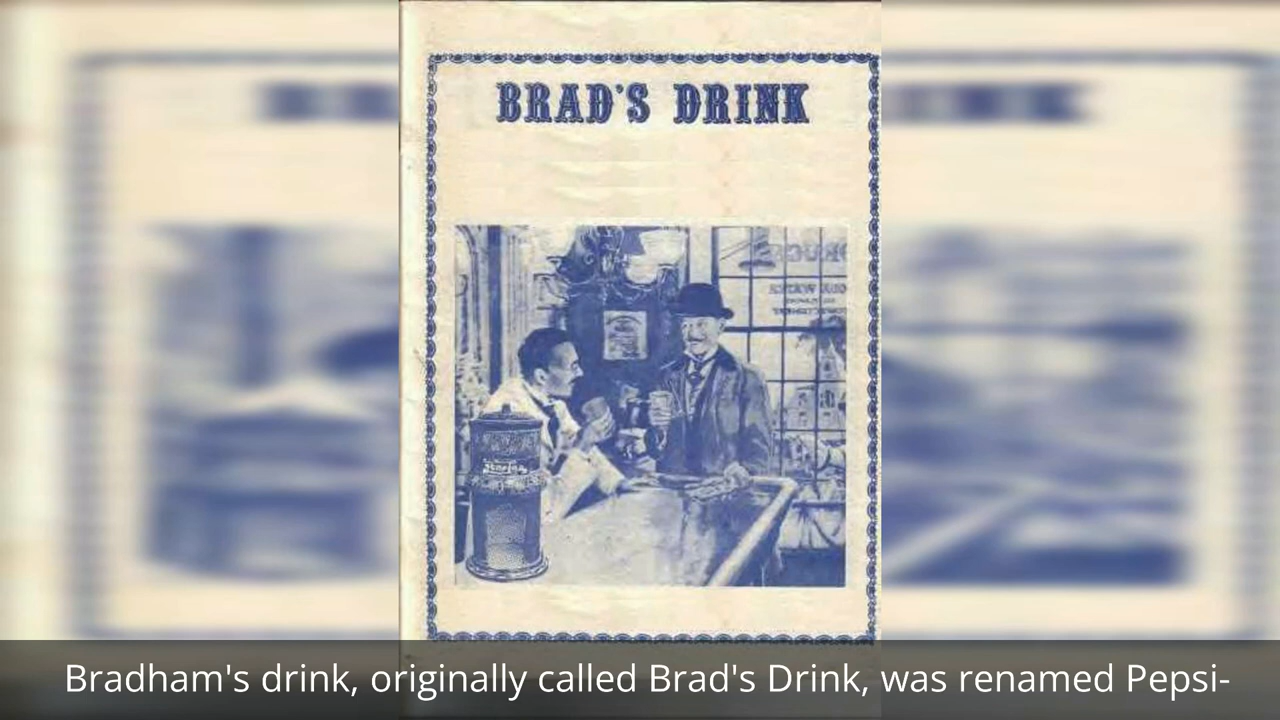 BRAD'S DRINK
Bradham's drink, originally called Brad's Drink, was renamed Pepsi-